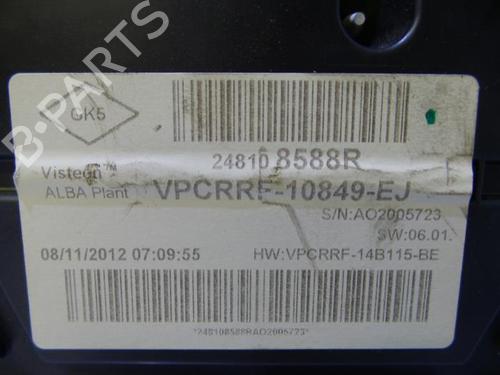 B-PARTS
GK5
248108588R
Visteon
ALBA Plant
VPCRRF-10849-EJ
S/N:AO2005723
SW:06.01.
08/11/2012 07:09:55
HW:VPCRRF-14B115-BE
*248108588RAO2005723*